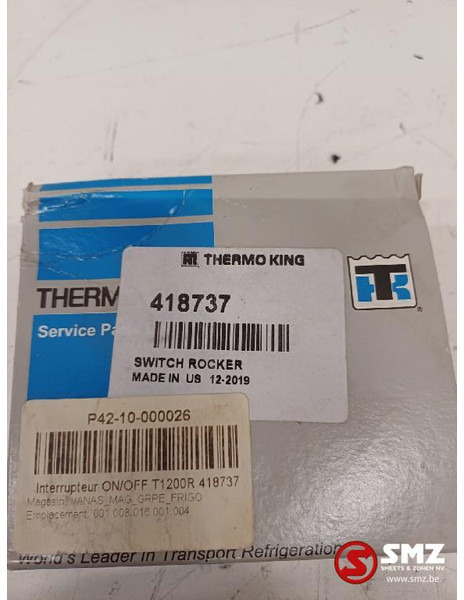 THERMO KING
418737
SWITCH ROCKER
MADE IN US 12-2019
THERM
Service Pa
TK
®
P42-10-000026
Interrupteur ON/OFF T1200R 418737
Magasin: VANAS_MAG_GRPE_FRIGO
Emplacement: 001.008.016.001.004
World's Leader in Transport Refrigeration
SMZ
SHEETS & ZONEN NV
www.smz.be